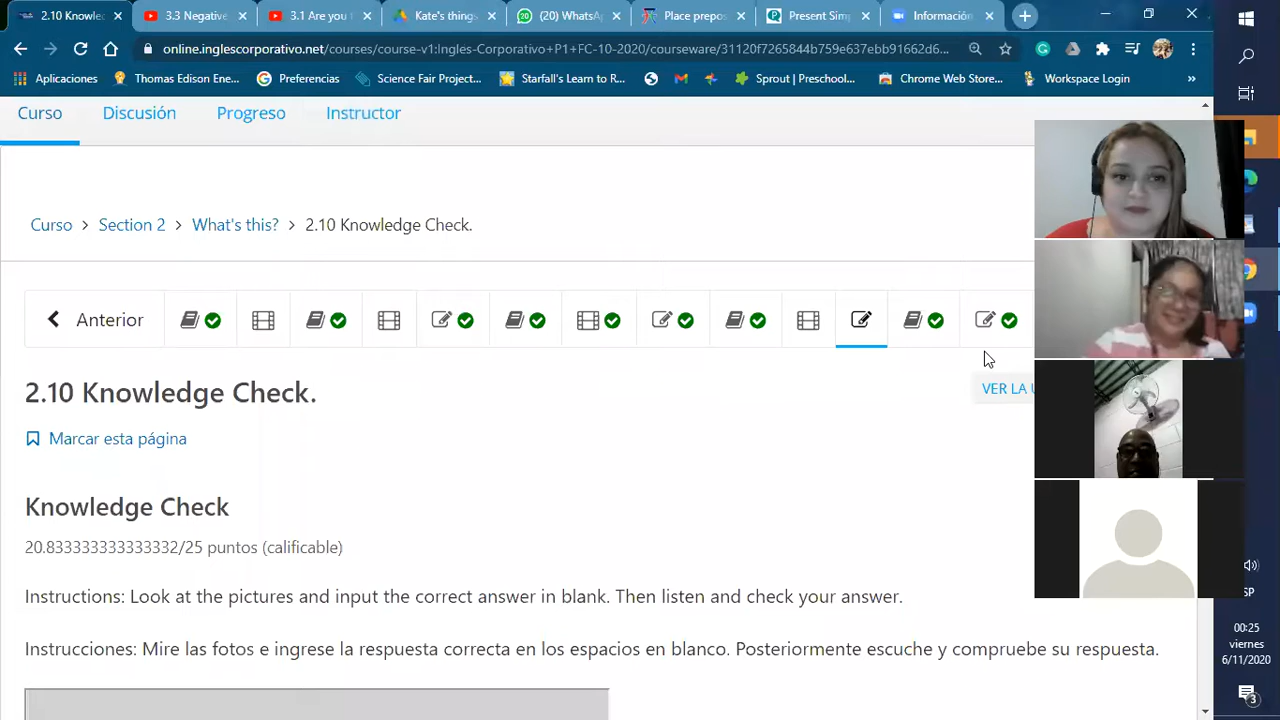 2.10 Knowled
3.3 Negative
3.1 Are you t
Kate's things
(20) WhatsAp
Place prepos
Present Simp
Informació
online.inglescorporativo.net/courses/course-v1:Ingles-Corporativo+P1+FC-10-2020/courseware/31120f7265844b759e637ebb91662d6...
Aplicaciones
Thomas Edison Ene...
Preferencias
Science Fair Project...
Starfall's Learn to R...
Sprout | Preschool...
Chrome Web Store...
Workspace Login
»
Curso
Discusión
Progreso
Instructor
Curso > Section 2 > What's this? > 2.10 Knowledge Check.
Anterior
2.10 Knowledge Check.
VER LA U
Marcar esta página
Knowledge Check
20.833333333333332/25 puntos (calificable)
Instructions: Look at the pictures and input the correct answer in blank. Then listen and check your answer.
Instrucciones: Mire las fotos e ingrese la respuesta correcta en los espacios en blanco. Posteriormente escuche y compruebe su respuesta.
SP
00:25
viernes
6/11/2020
3